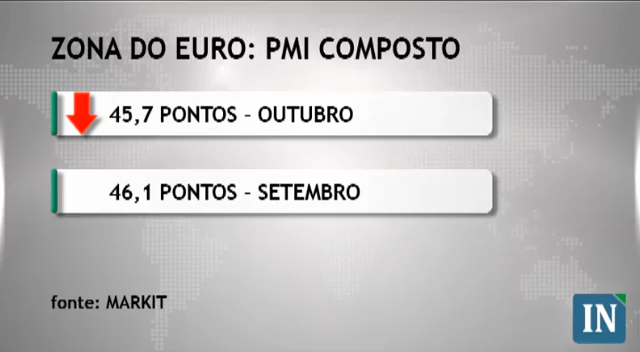 ZONA DO EURO: PMI COMPOSTO
45,7 PONTOS - OUTUBRO
46,1 PONTOS - SETEMBRO
fonte: MARKIT
IN